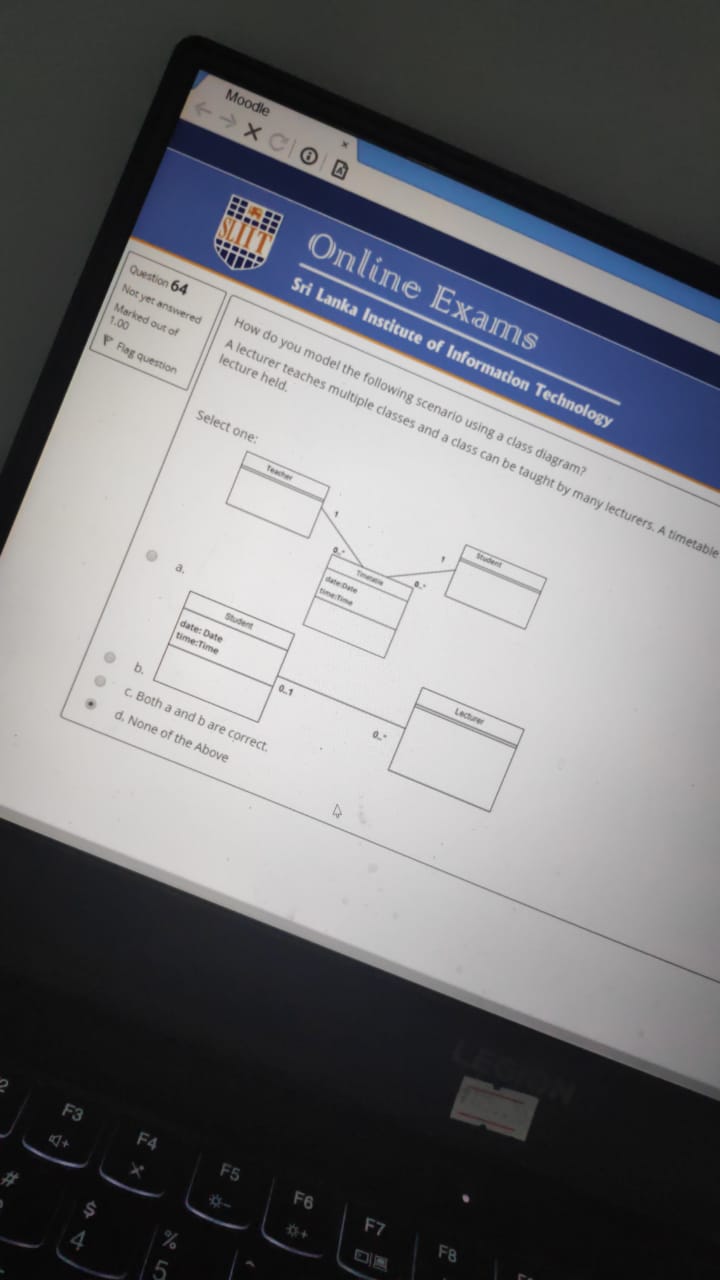 Moodle
SLIIT
Online Exams
Sri Lanka Institute of Information Technology
Question 64
Not yet answered
Marked out of
1.00
Flag question
How do you model the following scenario using a class diagram?
A lecturer teaches multiple classes and a class can be taught by many lecturers. A timetable
lecture held.
Select one:
a.
Teacher
1
0..*
Timetable
date:Date
time:Time
1
0..*
Student
b.
Student
date: Date
time:Time
0..1
0..*
Lecturer
c. Both a and b are correct.
d. None of the Above
LEGION
F3
F4
F5
F6
F7
F8
#
$
4
%
5